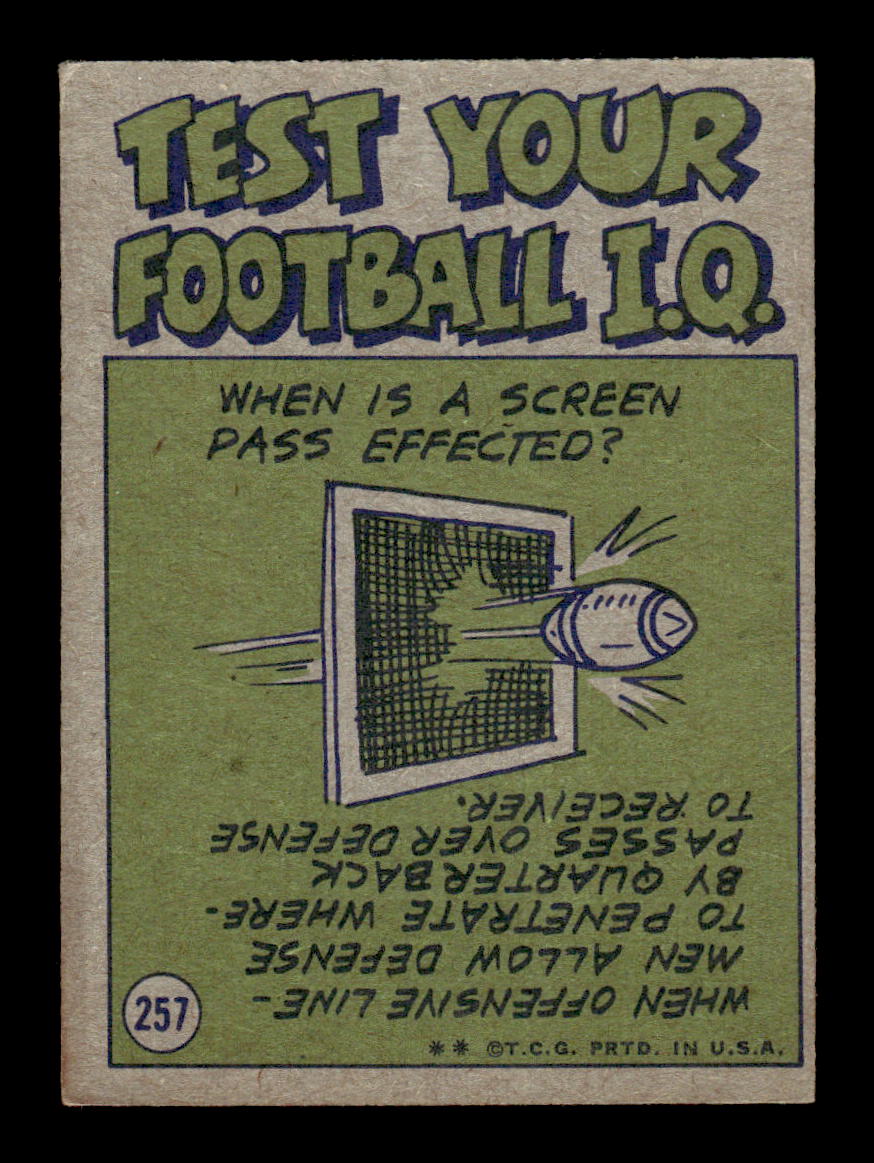 TEST YOUR
FOOTBALL I.Q.
WHEN IS A SCREEN
PASS EFFECTED?
WHEN OFFENSIVE LINE-
MEN ALLOW DEFENSE
TO PENETRATE WHERE-
BY QUARTERBACK
PASSES OVER DEFENSE
TO RECEIVER.
257
** ©T.C.G. PRTD. IN U.S.A.